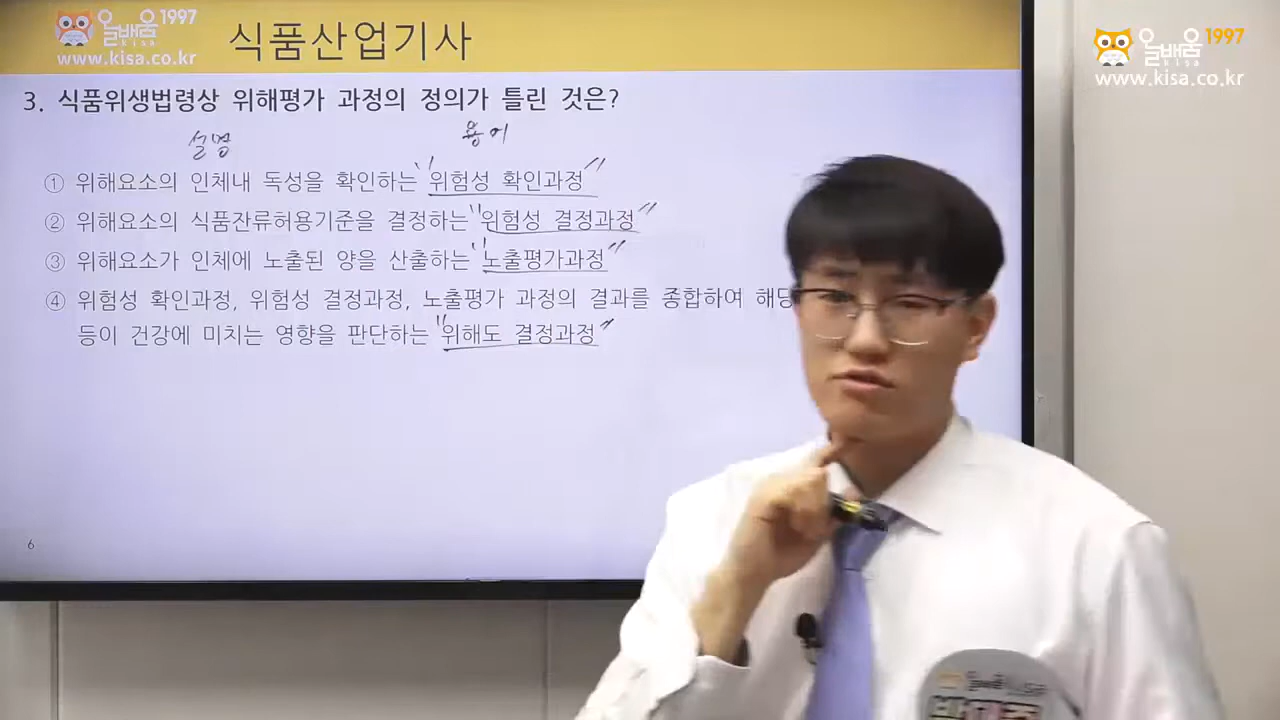 올배움 1997
kisa
www.kisa.co.kr
식품산업기사
올배움 1997
kisa
www.kisa.co.kr
3. 식품위생법령상 위해평가 과정의 정의가 틀린 것은?
설명 용어
① 위해요소의 인체내 독성을 확인하는 "위험성 확인과정"
② 위해요소의 식품잔류허용기준을 결정하는 "위험성 결정과정"
③ 위해요소가 인체에 노출된 양을 산출하는 "노출평가과정"
④ 위험성 확인과정, 위험성 결정과정, 노출평가 과정의 결과를 종합하여 해당
등이 건강에 미치는 영향을 판단하는 "위해도 결정과정"
6